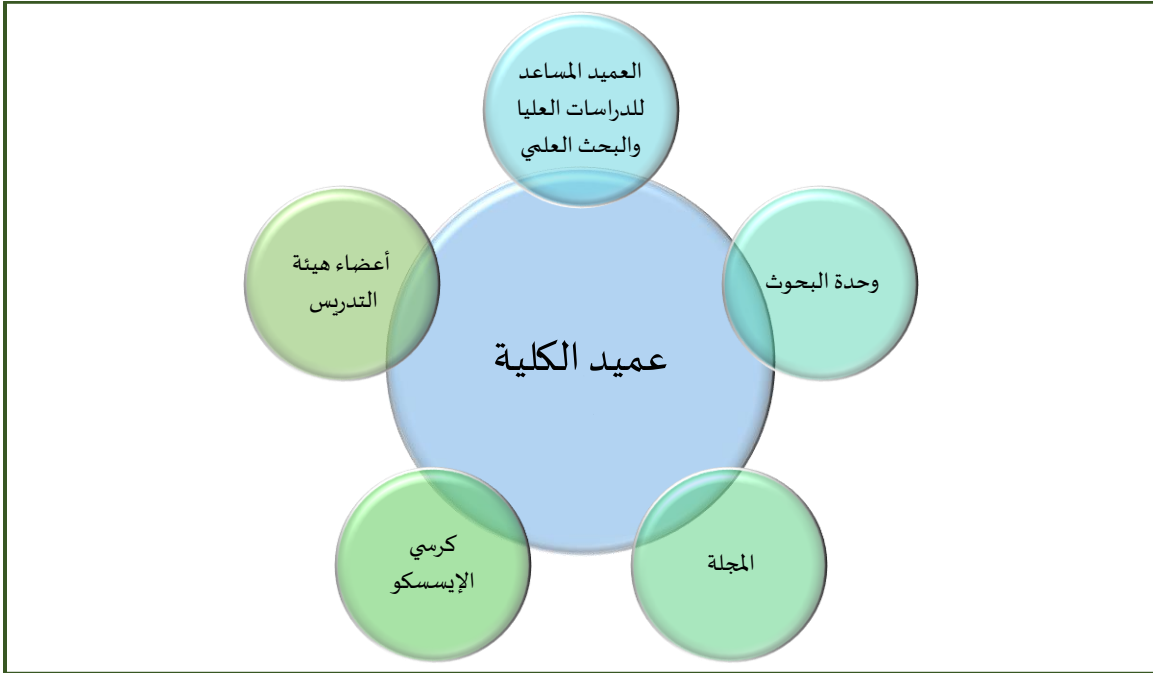 العميد المساعد
للدراسات العليا
والبحث العلمي
وحدة البحوث
أعضاء هيئة
التدريس
عميد الكلية
المجلة
كرسي
الإيسسكو